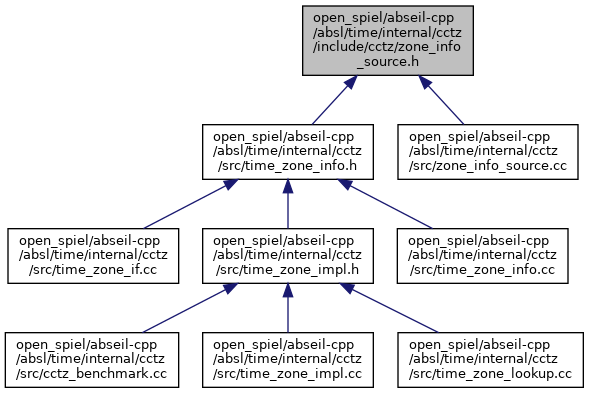 open_spiel/abseil-cpp
/absl/time/internal/cctz
/include/cctz/zone_info
_source.h
open_spiel/abseil-cpp
/absl/time/internal/cctz
/src/time_zone_info.h
open_spiel/abseil-cpp
/absl/time/internal/cctz
/src/zone_info_source.cc
open_spiel/abseil-cpp
/absl/time/internal/cctz
/src/time_zone_if.cc
open_spiel/abseil-cpp
/absl/time/internal/cctz
/src/time_zone_impl.h
open_spiel/abseil-cpp
/absl/time/internal/cctz
/src/time_zone_info.cc
open_spiel/abseil-cpp
/absl/time/internal/cctz
/src/cctz_benchmark.cc
open_spiel/abseil-cpp
/absl/time/internal/cctz
/src/time_zone_impl.cc
open_spiel/abseil-cpp
/absl/time/internal/cctz
/src/time_zone_lookup.cc